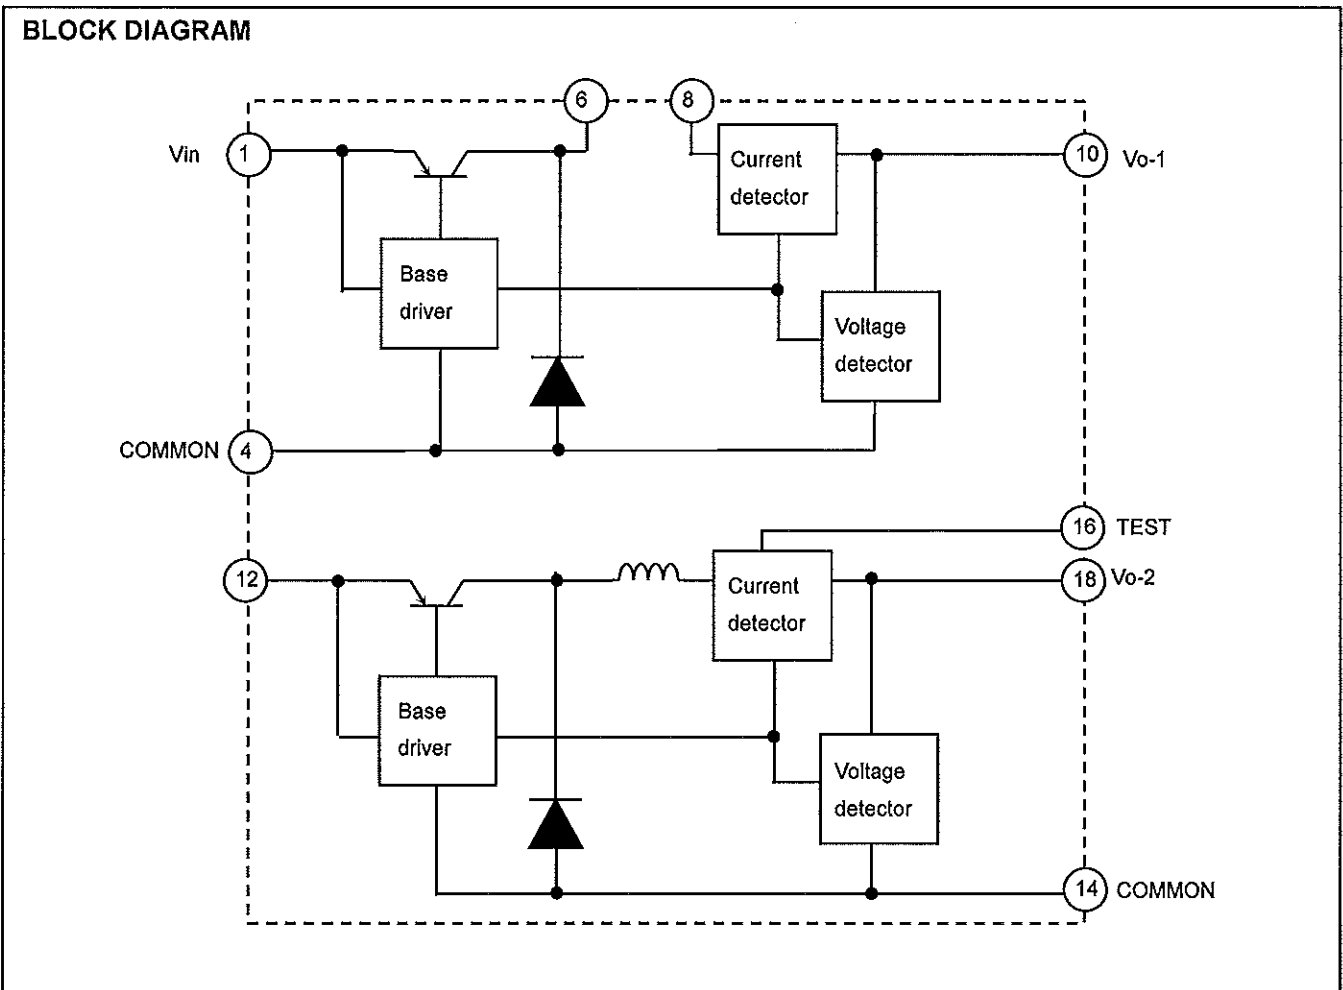 BLOCK DIAGRAM
6
8
Vin
1
Current
detector
10
Vo-1
Base
driver
Voltage
detector
COMMON
4
16
TEST
12
Current
detector
18
Vo-2
Base
driver
Voltage
detector
14
COMMON